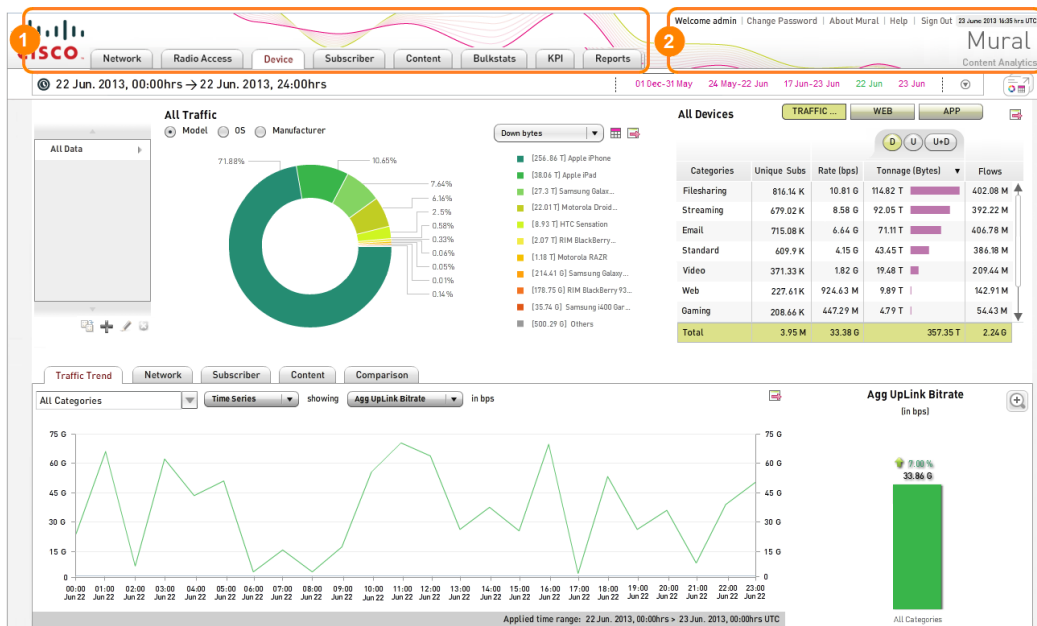 1
2
CISCO
Network Radio Access Device Subscriber Content Bulkstats KPI Reports
Welcome admin | Change Password | About Mural | Help | Sign Out 23 June 2013 16:35 hrs UTC
Mural
Content Analytics
22 Jun. 2013, 00:00hrs → 22 Jun. 2013, 24:00hrs
01 Dec-31 May 24 May-22 Jun 17 Jun-23 Jun 22 Jun 23 Jun
All Data
All Traffic
Model OS Manufacturer
Down bytes
71.88%
10.65%
7.64%
6.16%
2.5%
0.58%
0.33%
0.06%
0.05%
0.01%
0.14%
[256.86 T] Apple iPhone
[38.06 T] Apple iPad
[27.3 T] Samsung Galax...
[22.01 T] Motorola Droid...
[8.93 T] HTC Sensation
[2.07 T] RIM BlackBerry...
[1.18 T] Motorola RAZR
[214.41 G] Samsung Galaxy...
[178.75 G] RIM BlackBerry 93...
[35.74 G] Samsung i400 Gar...
[500.29 G] Others
All Devices
TRAFFIC ... WEB APP
D U U+D
Categories Unique Subs Rate (bps) Tonnage (Bytes) Flows
Filesharing 816.14 K 10.81 G 114.82 T 402.08 M
Streaming 679.02 K 8.58 G 92.05 T 392.22 M
Email 715.08 K 6.64 G 71.11 T 406.78 M
Standard 609.9 K 4.15 G 43.45 T 386.18 M
Video 371.33 K 1.82 G 19.48 T 209.44 M
Web 227.61 K 924.63 M 9.89 T 142.91 M
Gaming 208.66 K 447.29 M 4.79 T 54.43 M
Total 3.95 M 33.38 G 357.35 T 2.24 G
Traffic Trend Network Subscriber Content Comparison
All Categories Time Series showing Agg UpLink Bitrate in bps
75 G 75 G
60 G 60 G
45 G 45 G
30 G 30 G
15 G 15 G
0 0
00:00 01:00 02:00 03:00 04:00 05:00 06:00 07:00 08:00 09:00 10:00 11:00 12:00 13:00 14:00 15:00 16:00 17:00 18:00 19:00 20:00 21:00 22:00 23:00
Jun 22 Jun 22 Jun 22 Jun 22 Jun 22 Jun 22 Jun 22 Jun 22 Jun 22 Jun 22 Jun 22 Jun 22 Jun 22 Jun 22 Jun 22 Jun 22 Jun 22 Jun 22 Jun 22 Jun 22 Jun 22 Jun 22 Jun 22 Jun 22
Applied time range: 22 Jun. 2013, 00:00hrs > 23 Jun. 2013, 00:00hrs UTC
Agg UpLink Bitrate
(in bps)
7.00 %
33.86 G
All Categories